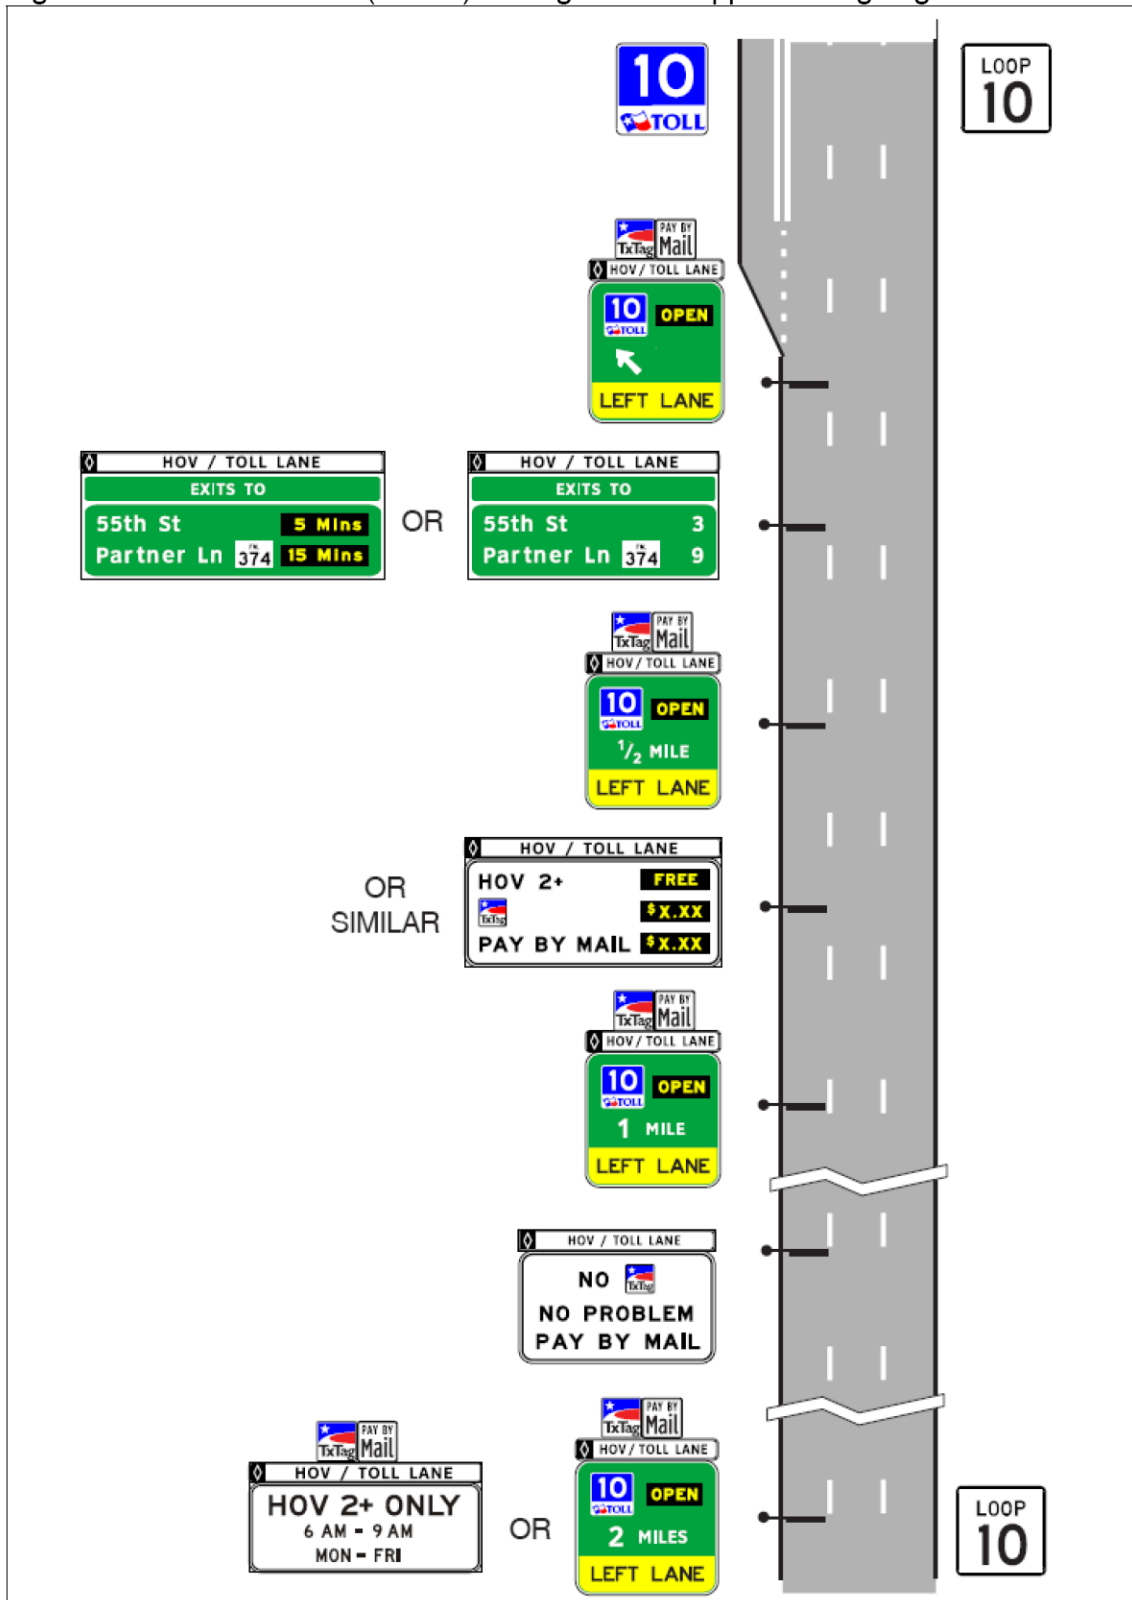 10
TOLL
LOOP
10
TxTag
PAY BY
Mail
HOV / TOLL LANE
10
OPEN
TOLL
LEFT LANE
HOV / TOLL LANE
EXITS TO
55th St 5 Mins
Partner Ln FM 374 15 Mins
OR
HOV / TOLL LANE
EXITS TO
55th St 3
Partner Ln FM 374 9
TxTag
PAY BY
Mail
HOV / TOLL LANE
10
OPEN
TOLL
1/2 MILE
LEFT LANE
OR
SIMILAR
HOV / TOLL LANE
HOV 2+ FREE
TxTag $X.XX
PAY BY MAIL $X.XX
TxTag
PAY BY
Mail
HOV / TOLL LANE
10
OPEN
TOLL
1 MILE
LEFT LANE
HOV / TOLL LANE
NO TxTag
NO PROBLEM
PAY BY MAIL
TxTag
PAY BY
Mail
HOV / TOLL LANE
HOV 2+ ONLY
6 AM - 9 AM
MON - FRI
OR
TxTag
PAY BY
Mail
HOV / TOLL LANE
10
OPEN
TOLL
2 MILES
LEFT LANE
LOOP
10